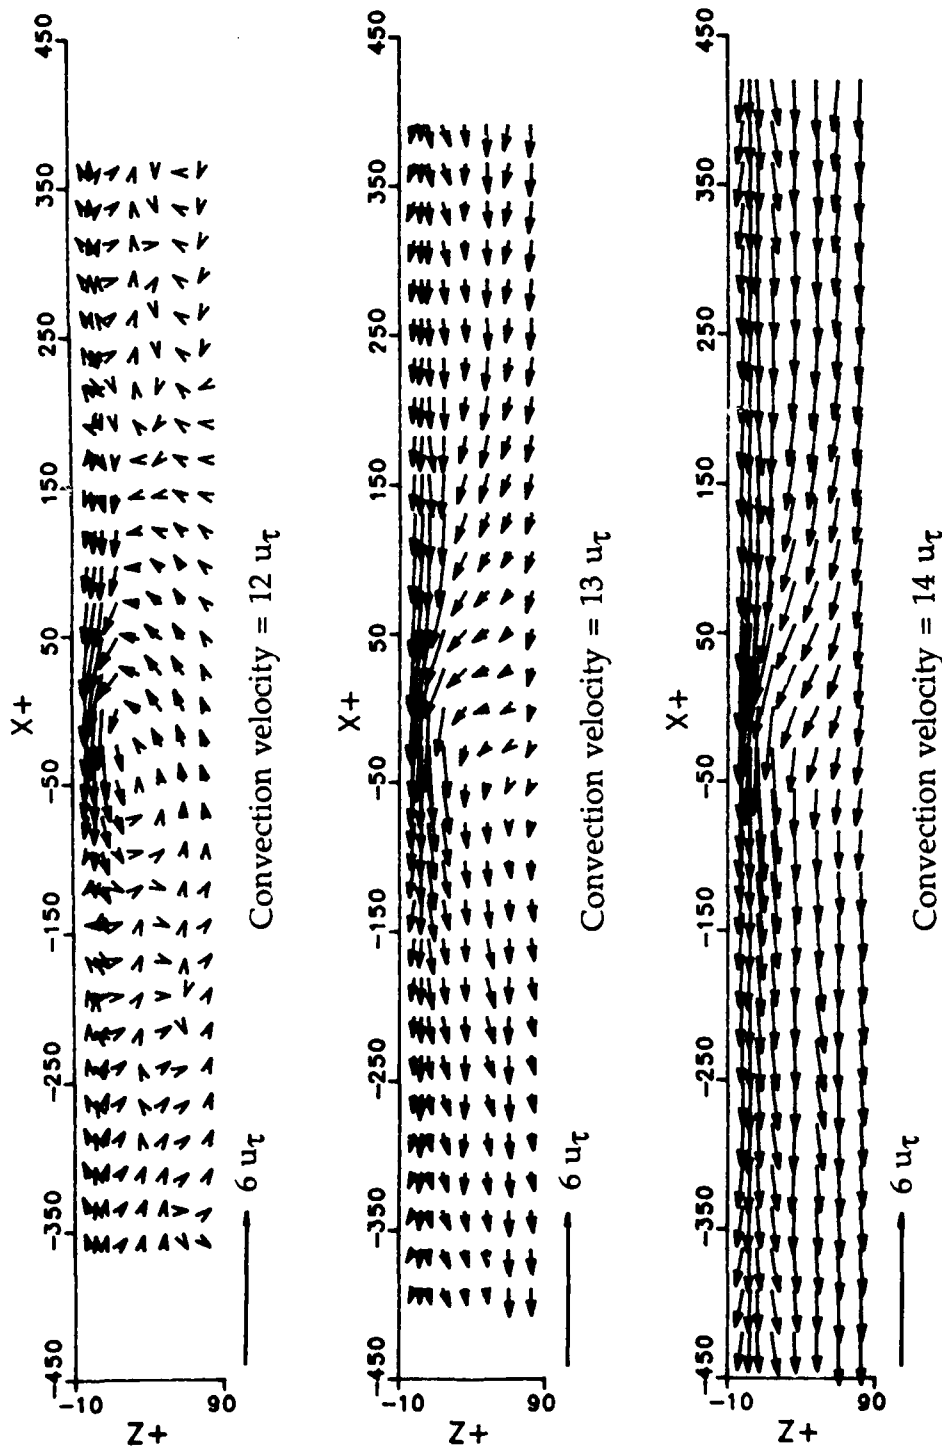 X+
-450 -350 -250 -150 -50 50 150 250 350 450
-10
Z+
90
6 uτ
Convection velocity = 12 uτ
X+
-450 -350 -250 -150 -50 50 150 250 350 450
-10
Z+
90
6 uτ
Convection velocity = 13 uτ
X+
-450 -350 -250 -150 -50 50 150 250 350 450
-10
Z+
90
6 uτ
Convection velocity = 14 uτ